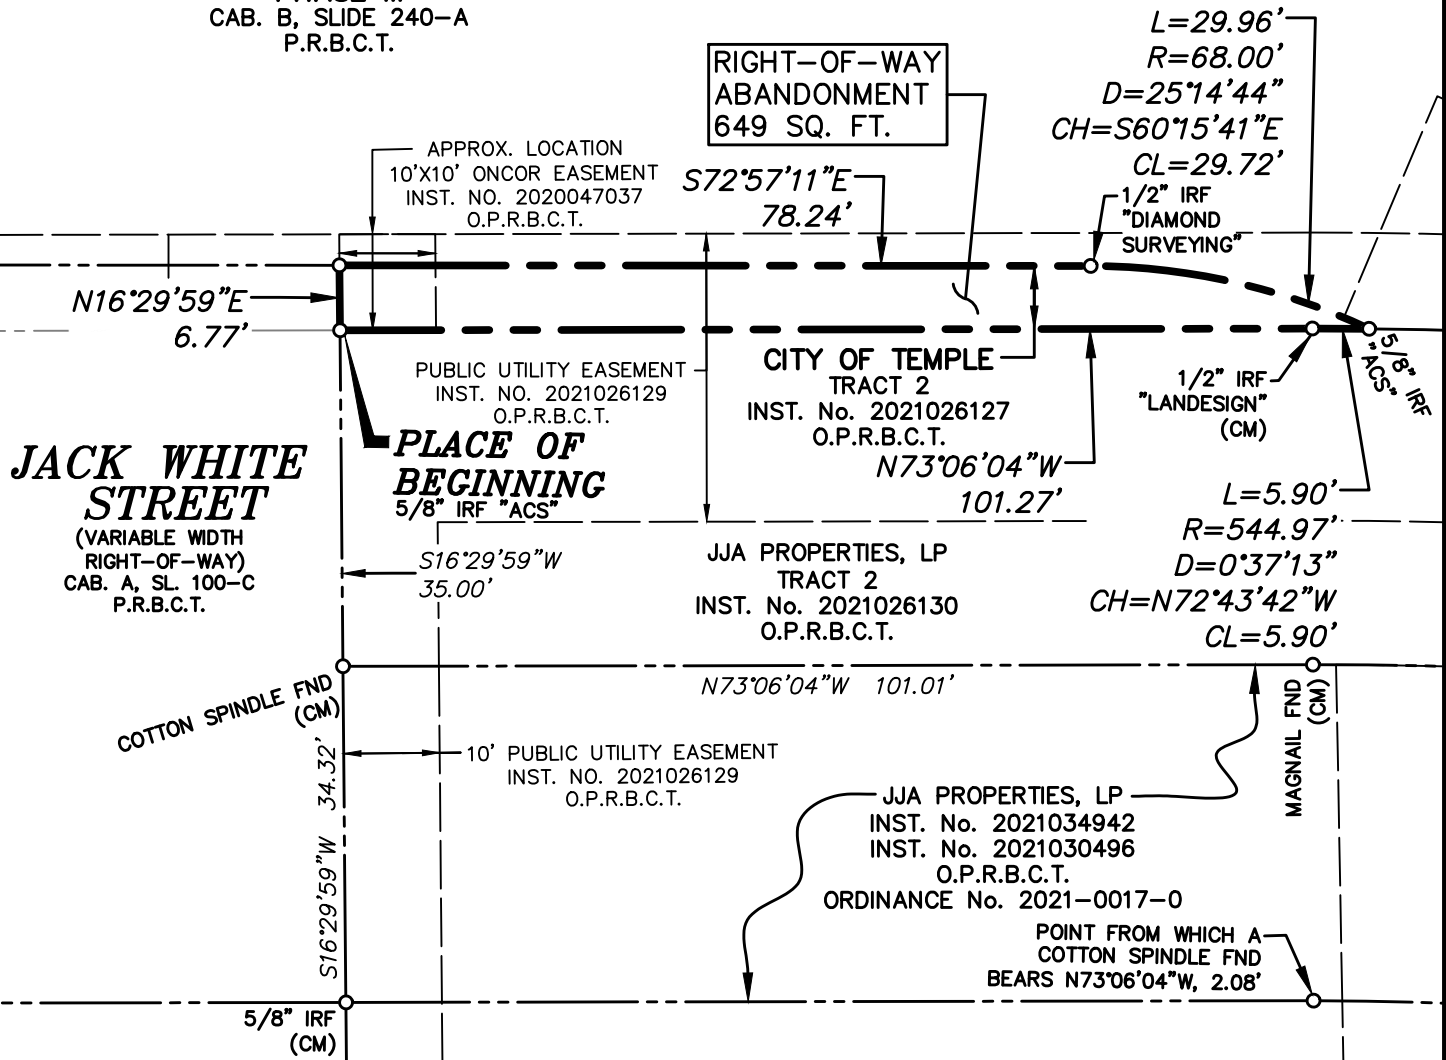 CAB. B, SLIDE 240-A
P.R.B.C.T.
RIGHT-OF-WAY
ABANDONMENT
649 SQ. FT.
L=29.96'
R=68.00'
D=25°14'44"
CH=S60°15'41"E
CL=29.72'
APPROX. LOCATION
10'X10' ONCOR EASEMENT
INST. NO. 2020047037
O.P.R.B.C.T.
S72°57'11"E
78.24'
1/2" IRF
"DIAMOND
SURVEYING"
N16°29'59"E
6.77'
PUBLIC UTILITY EASEMENT
INST. NO. 2021026129
O.P.R.B.C.T.
CITY OF TEMPLE
TRACT 2
INST. No. 2021026127
O.P.R.B.C.T.
N73°06'04"W
101.27'
1/2" IRF
"LANDESIGN"
(CM)
5/8" IRF
"ACS"
JACK WHITE
STREET
(VARIABLE WIDTH
RIGHT-OF-WAY)
CAB. A, SL. 100-C
P.R.B.C.T.
PLACE OF
BEGINNING
5/8" IRF "ACS"
L=5.90'
R=544.97'
D=0°37'13"
CH=N72°43'42"W
CL=5.90'
S16°29'59"W
35.00'
JJA PROPERTIES, LP
TRACT 2
INST. No. 2021026130
O.P.R.B.C.T.
N73°06'04"W 101.01'
COTTON SPINDLE FND
(CM)
MAGNAIL FND
(CM)
S16°29'59"W 34.32'
10' PUBLIC UTILITY EASEMENT
INST. NO. 2021026129
O.P.R.B.C.T.
JJA PROPERTIES, LP
INST. No. 2021034942
INST. No. 2021030496
O.P.R.B.C.T.
ORDINANCE No. 2021-0017-0
POINT FROM WHICH A
COTTON SPINDLE FND
BEARS N73°06'04"W, 2.08'
5/8" IRF
(CM)